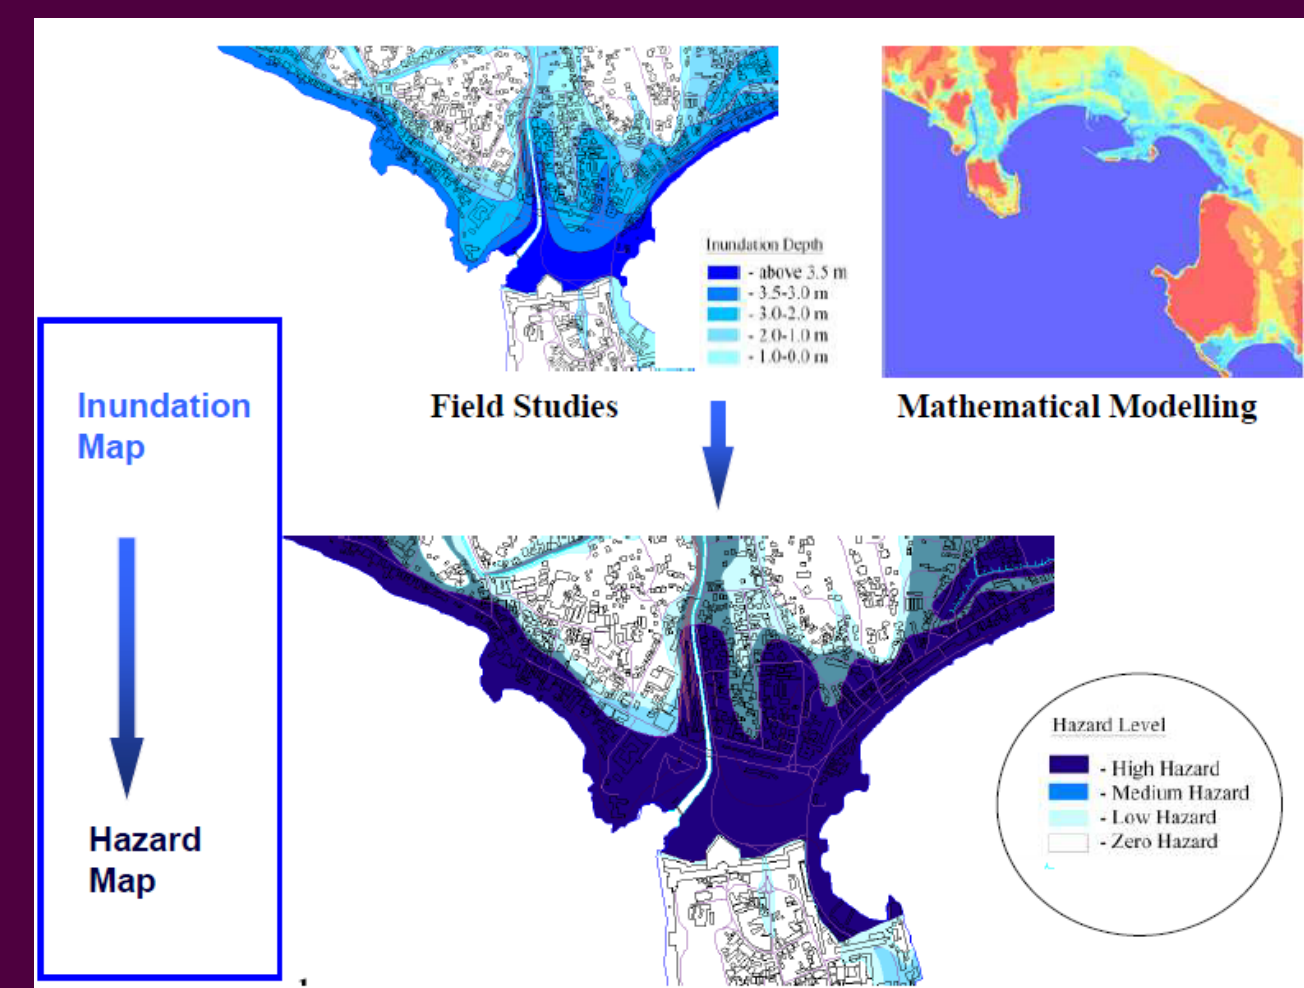 Inundation Depth
- above 3.5 m
- 3.5-3.0 m
- 3.0-2.0 m
- 2.0-1.0 m
- 1.0-0.0 m
Field Studies
Mathematical Modelling
Inundation
Map
Hazard
Map
Hazard Level
- High Hazard
- Medium Hazard
- Low Hazard
- Zero Hazard